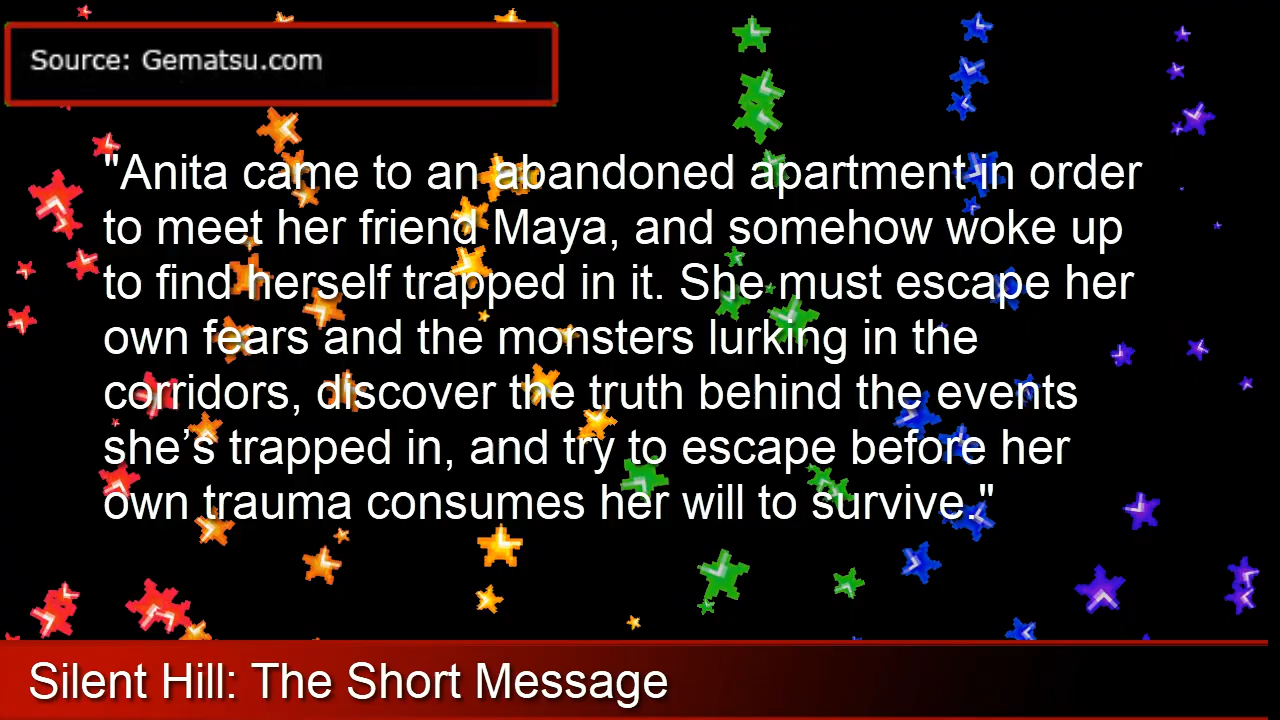 Source: Gematsu.com
"Anita came to an abandoned apartment in order
to meet her friend Maya, and somehow woke up
to find herself trapped in it. She must escape her
own fears and the monsters lurking in the
corridors, discover the truth behind the events
she’s trapped in, and try to escape before her
own trauma consumes her will to survive."
Silent Hill: The Short Message